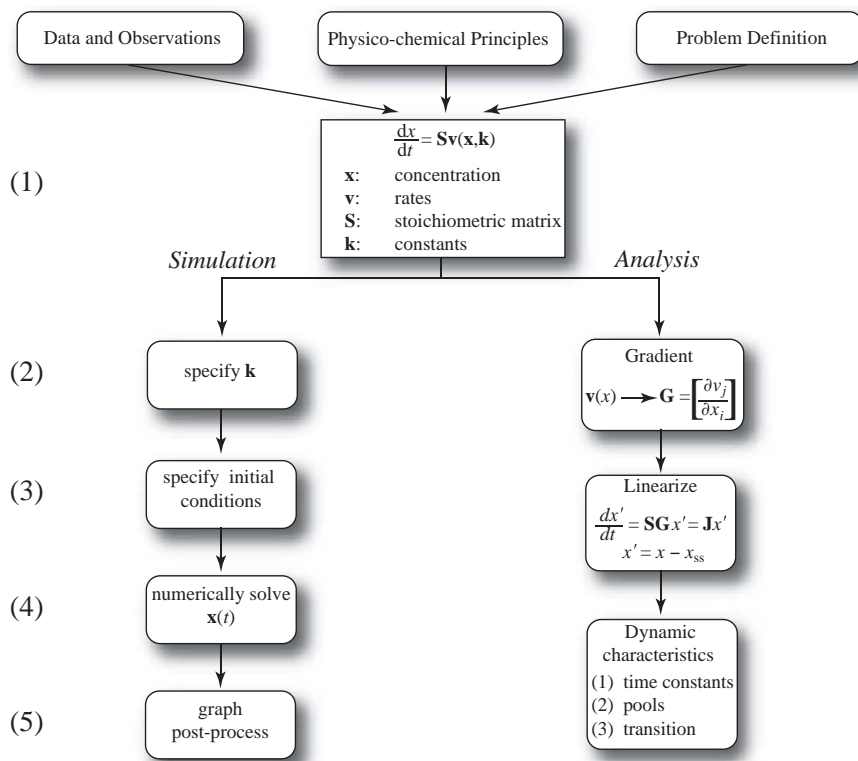 Data and Observations
Physico-chemical Principles
Problem Definition
(1)
dx/dt = Sv(x,k)
x: concentration
v: rates
S: stoichiometric matrix
k: constants
Simulation
Analysis
(2)
specify k
Gradient
v(x) ⟶ G = [∂v_j/∂x_i]
(3)
specify initial
conditions
Linearize
dx′/dt = SG x′ = Jx′
x′ = x − x_ss
(4)
numerically solve
x(t)
Dynamic
characteristics
(1) time constants
(2) pools
(3) transition
(5)
graph
post-process